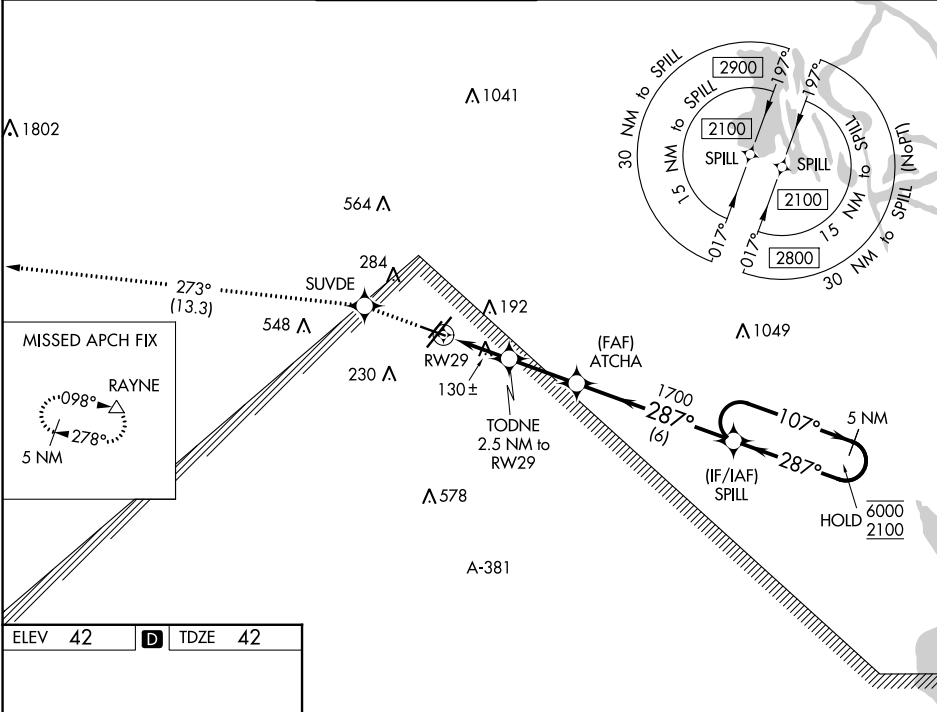 30 NM to SPILL
2900
197°
197°
15 NM to SPILL
2100
SPILL
SPILL
2100
15 NM to SPILL
30 NM to SPILL (NoPT)
2800
017°
017°
1041
1802
564
284
SUVDE
273°
(13.3)
548
192
1049
MISSED APCH FIX
RAYNE
098°
278°
5 NM
RW29
130 ±
230
(FAF)
ATCHA
TODNE
2.5 NM to
RW29
1700
287°
(6)
107°
5 NM
287°
(IF/IAF)
SPILL
HOLD 6000
2100
578
A-381
ELEV 42 D TDZE 42